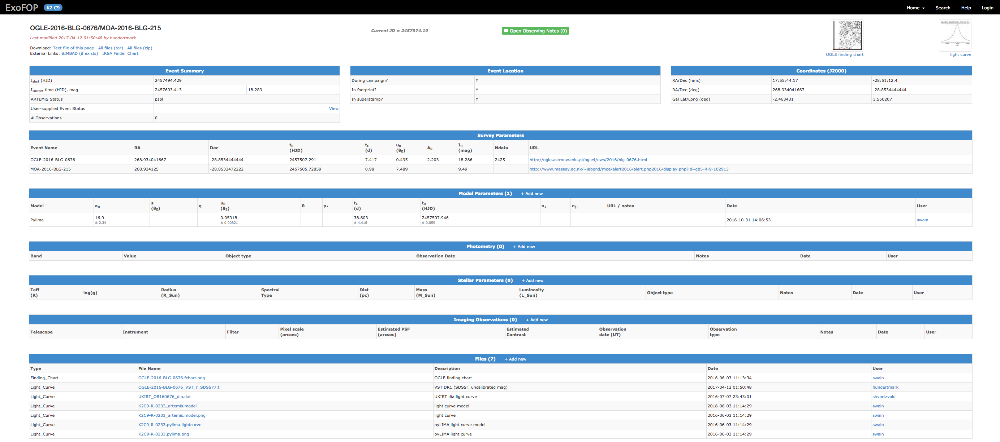 ExoFOP K2 C9 Home Search Help Login
OGLE-2016-BLG-0676/MOA-2016-BLG-215
Current JD = 2457974.19
Open Observing Notes (0)
Last modified 2017-04-12 01:50:48 by hundertmark
Download: Text file of this page All files (tar) All files (zip)
External Links: SIMBAD (if exists) IRSA Finder Chart
OGLE finding chart
light curve
Event Summary
t_alert (HJD) 2457494.429
I_current time (HJD), mag 2457693.413 18.289
ARTEMiS Status pspl
User-supplied Event Status View
# Observations 0
Event Location
During campaign? Y
In footprint? Y
In superstamp? Y
Coordinates (J2000)
RA/Dec (hms) 17:55:44.17 -28:51:12.4
RA/Dec (deg) 268.934041667 -28.8534444444
Gal Lat/Long (deg) -2.463431 1.550207
Survey Parameters
Event Name RA Dec t0 (HJD) tE (d) u0 (θE) A0 I0 (mag) Ndata URL
OGLE-2016-BLG-0676 268.934041667 -28.8534444444 2457507.291 7.417 0.495 2.203 18.286 2425 http://ogle.astrouw.edu.pl/ogle4/ews/2016/blg-0676.html
MOA-2016-BLG-215 268.934125 -28.8533472222 2457505.72859 0.98 7.489 9.49 http://www.massey.ac.nk/~iabond/moa/alert2016/alert.php2016/display.php?id=gb5-R-9-102913
Model Parameters (1) + Add new
Model a0 s (θE) q u0 (θE) θ ρ* tE (d) t0 (HJD) π⊥ π|| URL / notes Date User
Pylima 16.9 ± 2.34 0.05918 ± 0.00821 38.603 ± 4.418 2457507.946 ± 0.059 2016-10-31 14:06:53 swain
Photometry (0) + Add new
Band Value Object type Observation Date Notes Date User
Stellar Parameters (0) + Add new
Teff (K) log(g) Radius (R_Sun) Spectral Type Dist (pc) Mass (M_Sun) Luminosity (L_Sun) Object type Notes Date User
Imaging Observations (0) + Add new
Telescope Instrument Filter Pixel scale (arcsec) Estimated PSF (arcsec) Estimated Contrast Observation date (UT) Observation type Notes Date User
Files (7) + Add new
Type File Name Description Date User
Finding_Chart OGLE-2016-BLG-0676.fchart.png OGLE finding chart 2016-06-03 11:13:34 swain
Light_Curve OGLE-2016-BLG-0676_VST_r_SDSS77.t VST DR1 (SDSSr, uncalibrated mag) 2017-04-12 01:50:48 hundertmark
Light_Curve UKIRT_OB160676_dia.dat UKIRT dia light curve 2016-07-07 23:43:01 shvartzvald
Light_Curve K2C9-R-0233_artemis.model light curve model 2016-06-03 11:14:29 swain
Light_Curve K2C9-R-0233_artemis.model.png light curve 2016-06-03 11:14:29 swain
Light_Curve K2C9-R-0233.pylima.lightcurve pyLIMA light curve model 2016-06-03 11:14:29 swain
Light_Curve K2C9-R-0233.pylima.png pyLIMA light curve 2016-06-03 11:14:29 swain